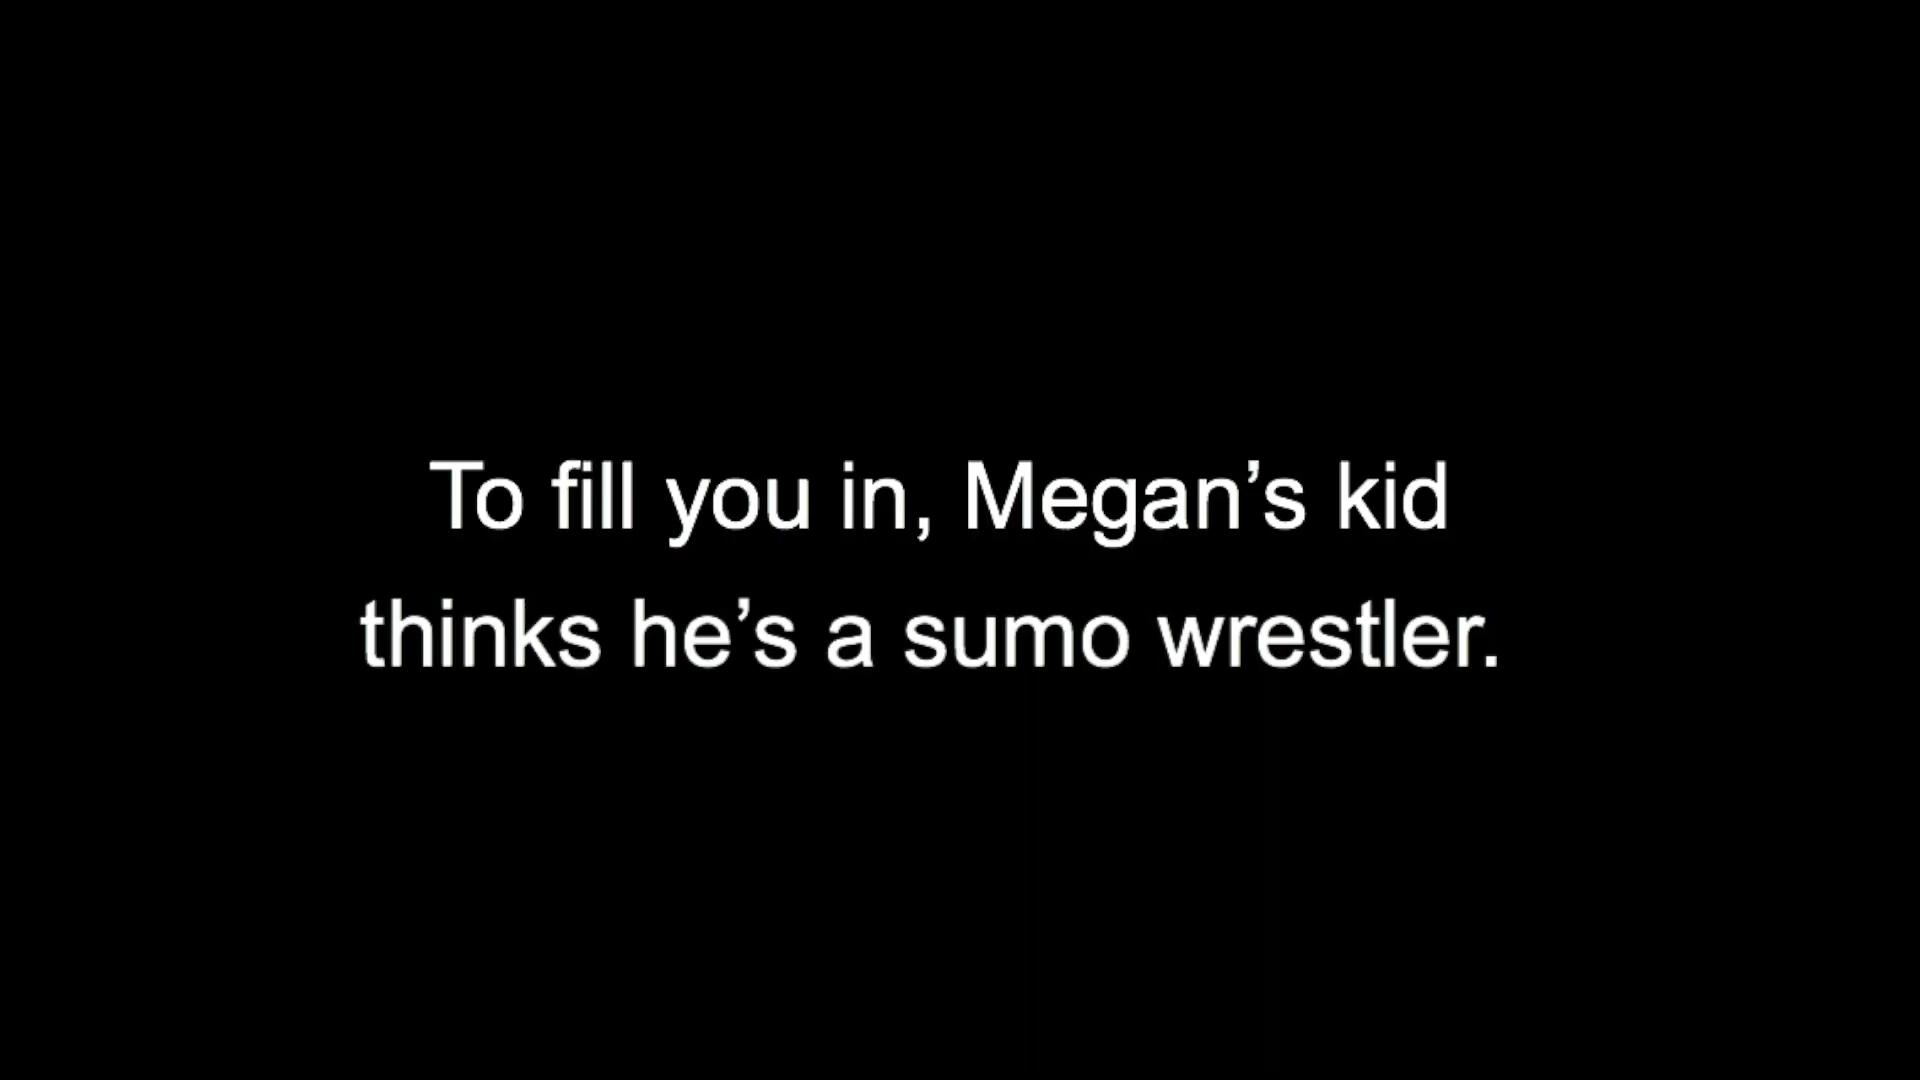 To fill you in, Megan’s kid
thinks he’s a sumo wrestler.